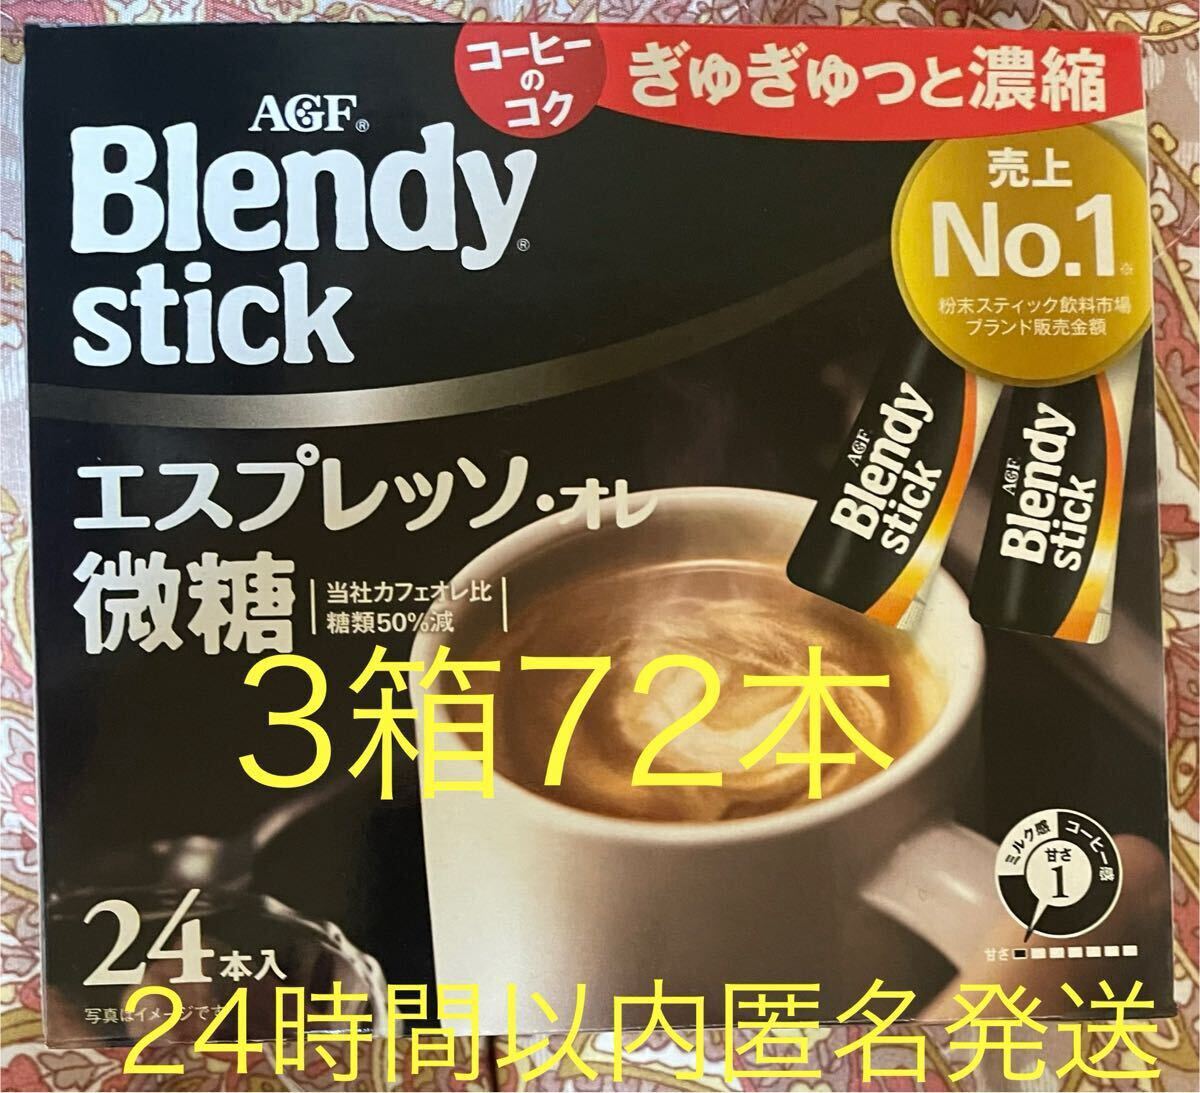 コーヒー
の
コク
ぎゅぎゅっと濃縮
AGF®
Blendy®
stick
売上
No.1※
粉末スティック飲料市場
ブランド販売金額
AGF
Blendy
stick
AGF
Blendy
stick
エスプレッソ・オレ
微糖
当社カフェオレ比
糖類50%減
3箱72本
ミルク感
コーヒー感
甘さ
1
甘さ
24本入
写真はイメージです
24時間以内匿名発送